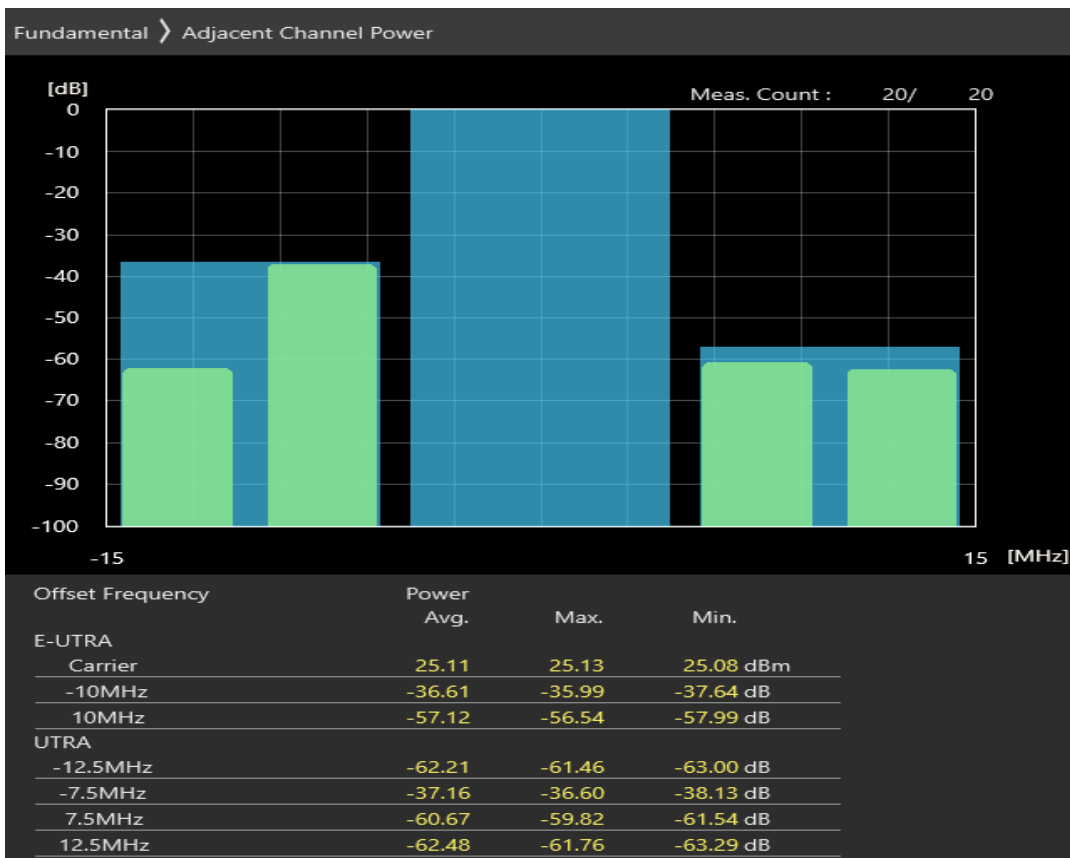 Fundamental ❯ Adjacent Channel Power
[dB]
Meas. Count : 20/ 20
0
-10
-20
-30
-40
-50
-60
-70
-80
-90
-100
-15 15 [MHz]
Offset Frequency Power
Avg. Max. Min.
E-UTRA
Carrier 25.11 25.13 25.08 dBm
-10MHz -36.61 -35.99 -37.64 dB
10MHz -57.12 -56.54 -57.99 dB
UTRA
-12.5MHz -62.21 -61.46 -63.00 dB
-7.5MHz -37.16 -36.60 -38.13 dB
7.5MHz -60.67 -59.82 -61.54 dB
12.5MHz -62.48 -61.76 -63.29 dB